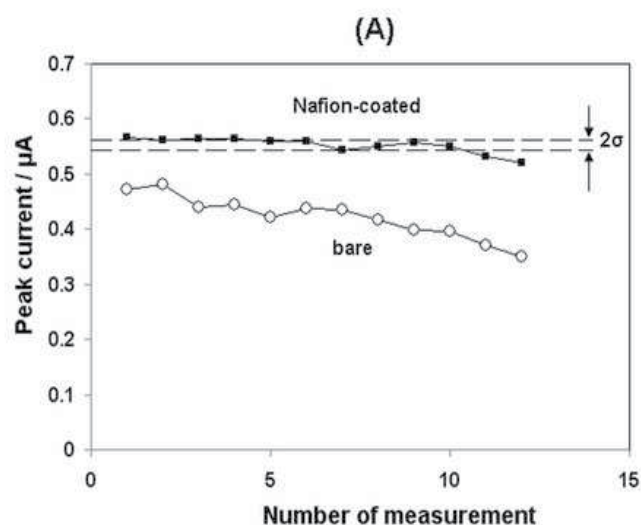 (A)
0.7
0.6
0.5
0.4
0.3
0.2
0.1
0
Peak current / µA
Nafion-coated
2σ
bare
0
5
10
15
Number of measurement